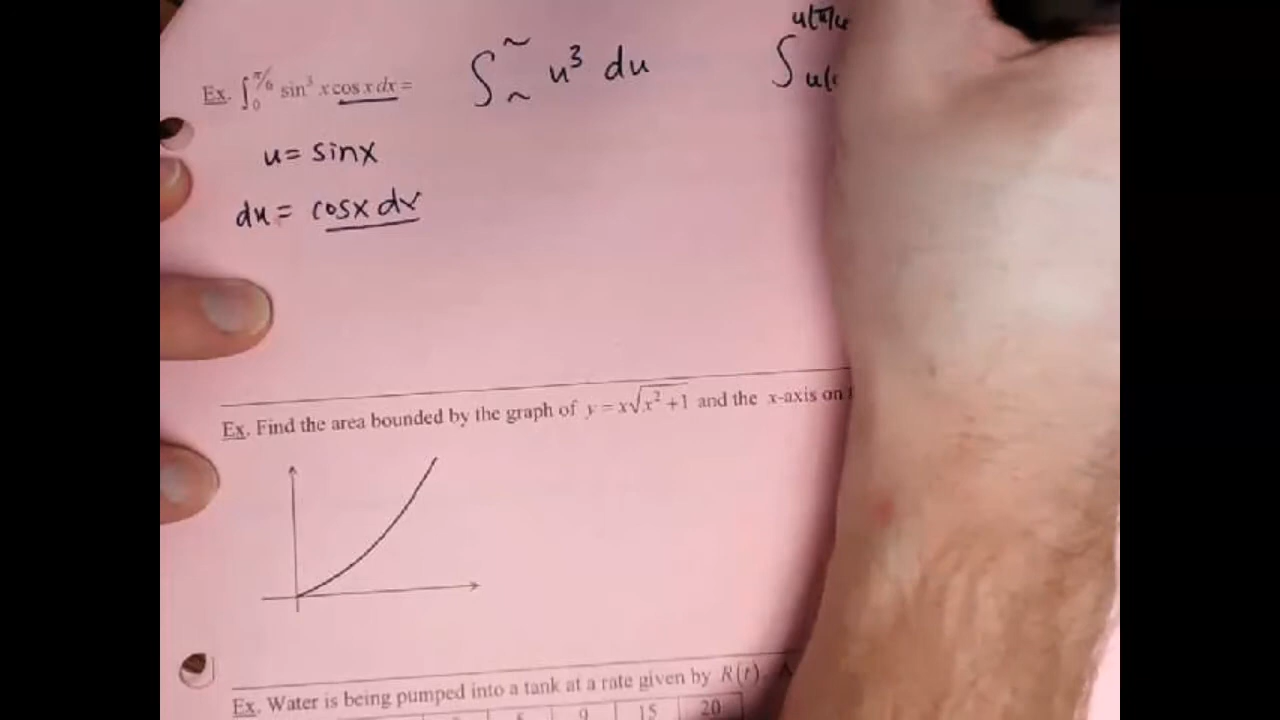 Ex. ∫₀^{π/6} sin³ x cos x dx = ∫_~^~ u³ du ∫
u = sinx
du = cosx dx
Ex. Find the area bounded by the graph of y = x√(x² + 1) and the x-axis on
Ex. Water is being pumped into a tank at a rate given by R(t).
9 15 20